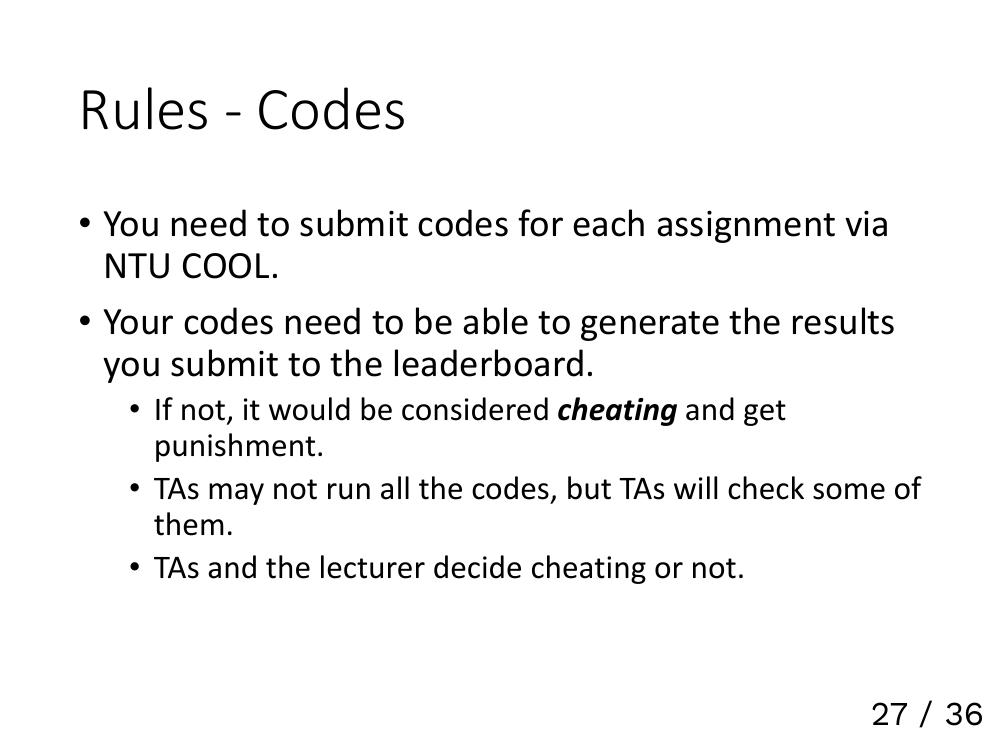 Rules - Codes
• You need to submit codes for each assignment via
NTU COOL.
• Your codes need to be able to generate the results
you submit to the leaderboard.
• If not, it would be considered cheating and get
punishment.
• TAs may not run all the codes, but TAs will check some of
them.
• TAs and the lecturer decide cheating or not.
27 / 36